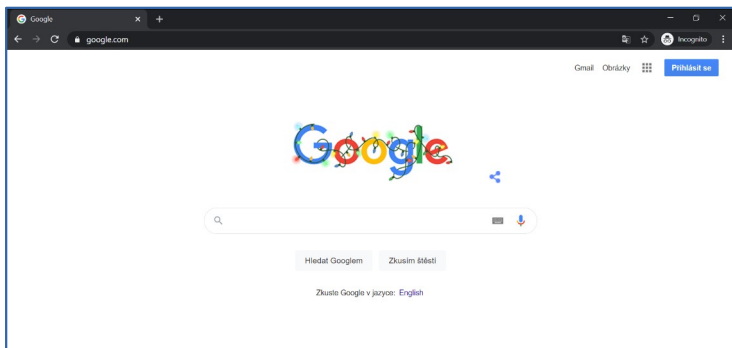 Google
google.com
Incognito
Gmail Obrázky
Přihlásit se
Google
Hledat Googlem Zkusím štěstí
Zkuste Google v jazyce: English